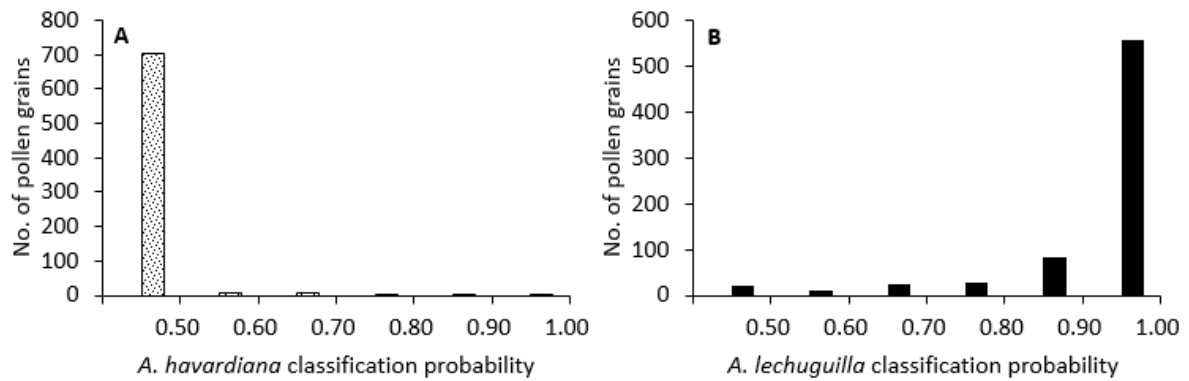 A
No. of pollen grains
800
700
600
500
400
300
200
100
0
0.50 0.60 0.70 0.80 0.90 1.00
A. havardiana classification probability
B
No. of pollen grains
600
500
400
300
200
100
0
0.50 0.60 0.70 0.80 0.90 1.00
A. lechuguilla classification probability